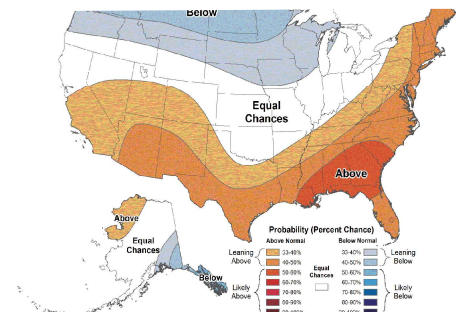 Below
Equal
Chances
Above
Above
Equal
Chances
Below
Probability (Percent Chance)
Above Normal
Below Normal
Leaning
Above
33-40%
40-50%
Likely
Above
50-60%
60-70%
70-80%
80-90%
Equal
Chances
33-40%
40-50%
Leaning
Below
50-60%
60-70%
70-80%
80-90%
Likely
Below